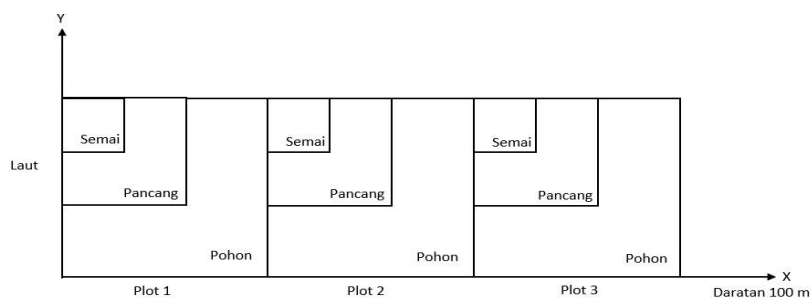 Y
Semai
Semai
Semai
Laut
Pancang
Pancang
Pancang
Pohon
Pohon
Pohon
X
Plot 1
Plot 2
Plot 3
Daratan 100 m